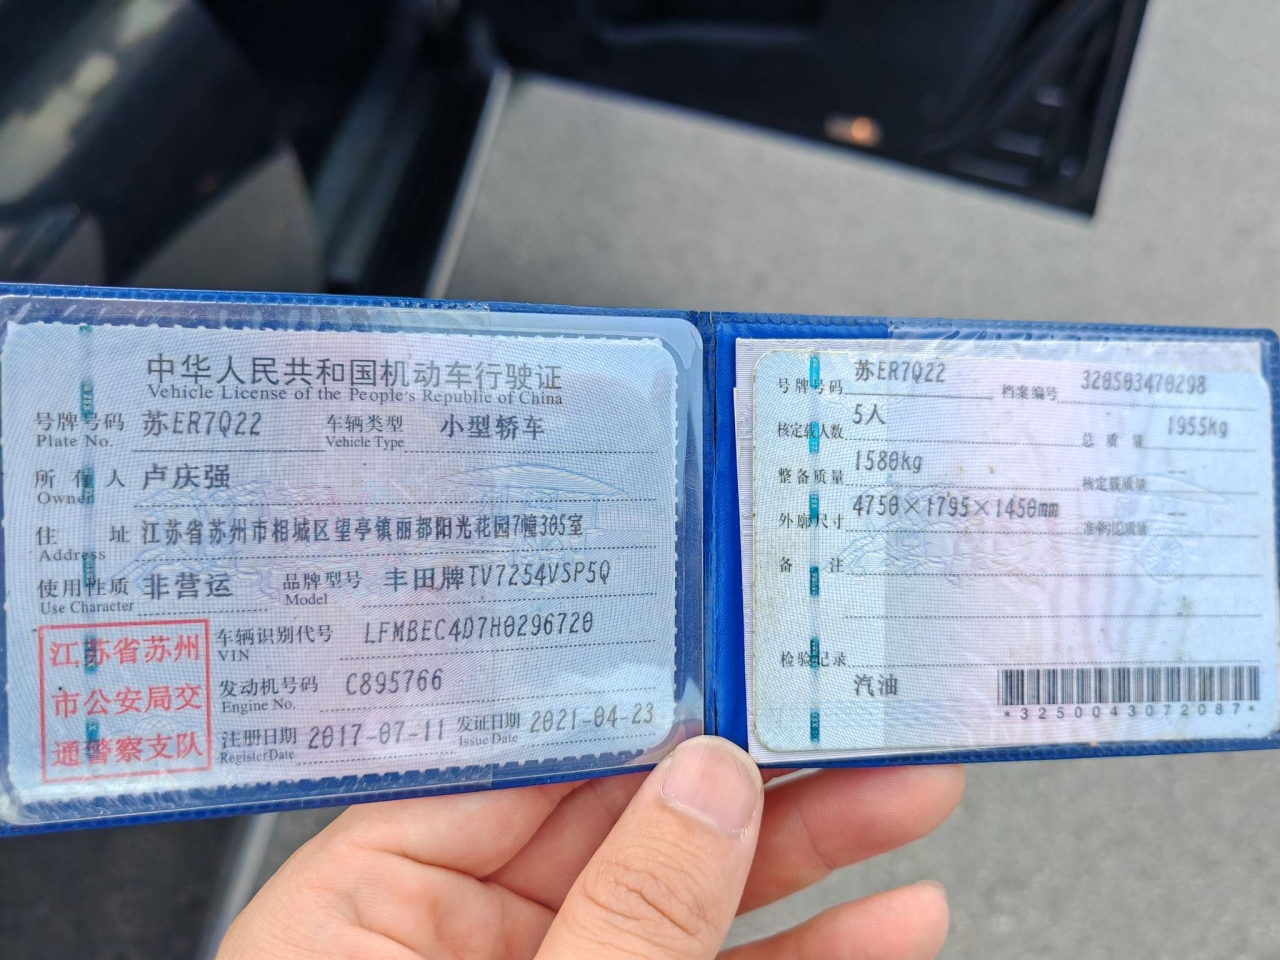 中华人民共和国机动车行驶证
Vehicle License of the People's Republic of China
号牌号码 苏ER7Q22 车辆类型 小型轿车
Plate No. Vehicle Type
所有人 卢庆强
Owner
住址 江苏省苏州市相城区望亭镇丽都阳光花园7幢305室
Address
使用性质 非营运 品牌型号 丰田牌TV7254VSP5Q
Use Character Model
江苏省苏州
市公安局交
通警察支队
车辆识别代号 LFMBEC4D7H0296720
VIN
发动机号码 C895766
Engine No.
注册日期 2017-07-11 发证日期 2021-04-23
Register Date Issue Date
号牌号码 苏ER7Q22 档案编号 320503470298
核定载人数 5人 总质量 1955kg
整备质量 1580kg 核定载质量 —
外廓尺寸 4750×1795×1450mm 准牵引总质量 —
备注
检验记录
汽油
*3250043072087*